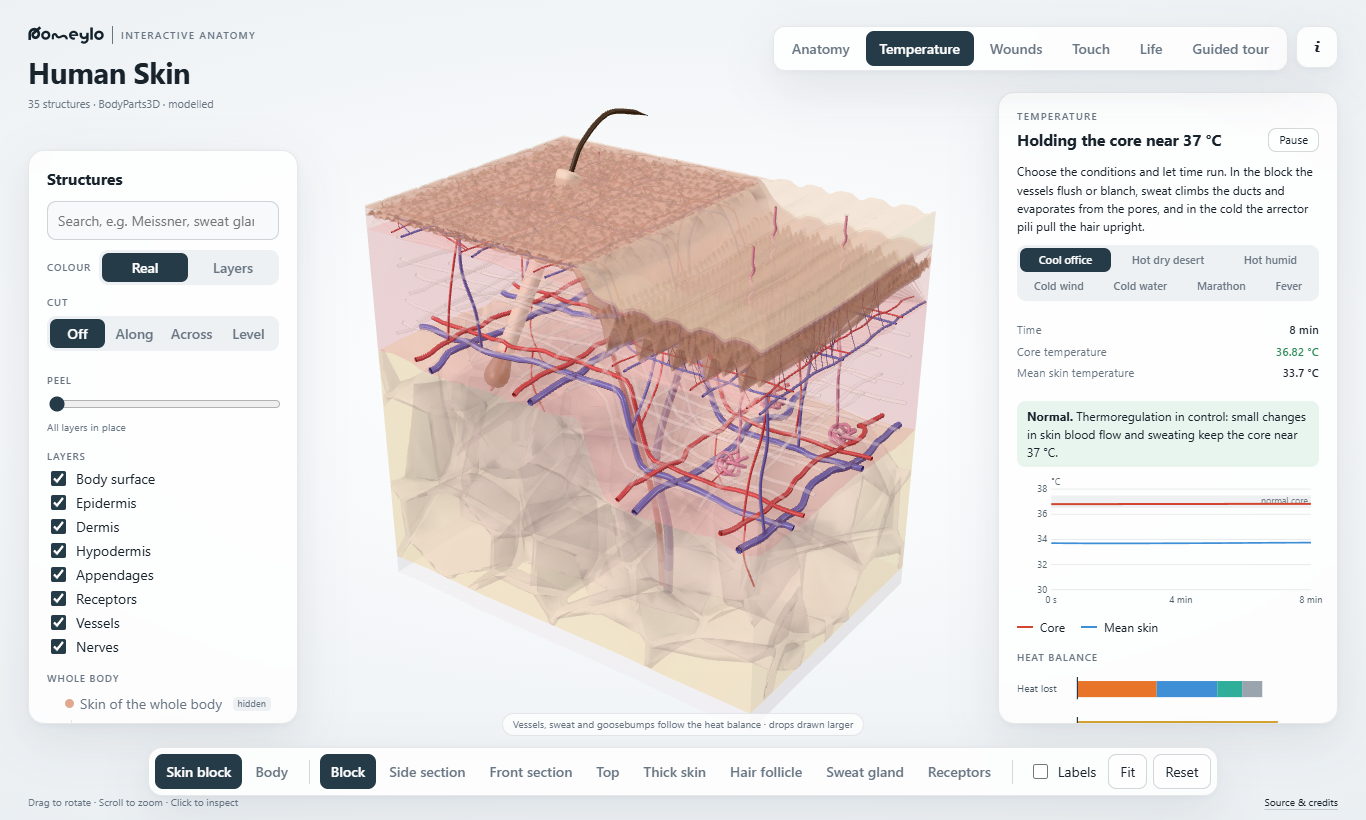 Domeylo
INTERACTIVE ANATOMY
Human Skin
35 structures · BodyParts3D · modelled
Anatomy
Temperature
Wounds
Touch
Life
Guided tour
i
Structures
Search, e.g. Meissner, sweat glar
COLOUR
Real
Layers
CUT
Off
Along
Across
Level
PEEL
All layers in place
LAYERS
Body surface
Epidermis
Dermis
Hypodermis
Appendages
Receptors
Vessels
Nerves
WHOLE BODY
Skin of the whole body
hidden
TEMPERATURE
Holding the core near 37 °C
Pause
Choose the conditions and let time run. In the block the
vessels flush or blanch, sweat climbs the ducts and
evaporates from the pores, and in the cold the arrector
pili pull the hair upright.
Cool office
Hot dry desert
Hot humid
Cold wind
Cold water
Marathon
Fever
Time 8 min
Core temperature 36.82 °C
Mean skin temperature 33.7 °C
Normal. Thermoregulation in control: small changes
in skin blood flow and sweating keep the core near
37 °C.
°C
38
normal core
36
34
32
30
0 s
4 min
8 min
Core
Mean skin
HEAT BALANCE
Heat lost
Vessels, sweat and goosebumps follow the heat balance · drops drawn larger
Skin block
Body
Block
Side section
Front section
Top
Thick skin
Hair follicle
Sweat gland
Receptors
Labels
Fit
Reset
Drag to rotate · Scroll to zoom · Click to inspect
Source & credits